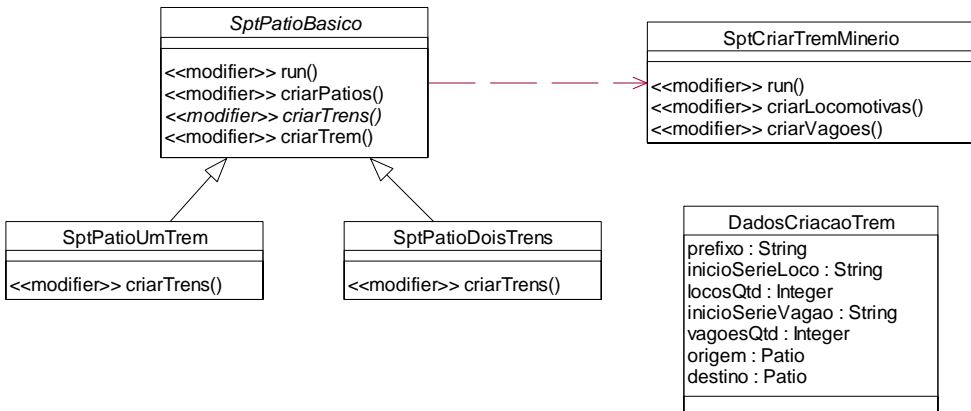 SptPatioBasico
<<modifier>> run()
<<modifier>> criarPatios()
<<modifier>> criarTrens()
<<modifier>> criarTrem()
SptCriarTremMinerio
<<modifier>> run()
<<modifier>> criarLocomotivas()
<<modifier>> criarVagoes()
SptPatioUmTrem
<<modifier>> criarTrens()
SptPatioDoisTrens
<<modifier>> criarTrens()
DadosCriacaoTrem
prefixo : String
inicioSerieLoco : String
locosQtd : Integer
inicioSerieVagao : String
vagoesQtd : Integer
origem : Patio
destino : Patio